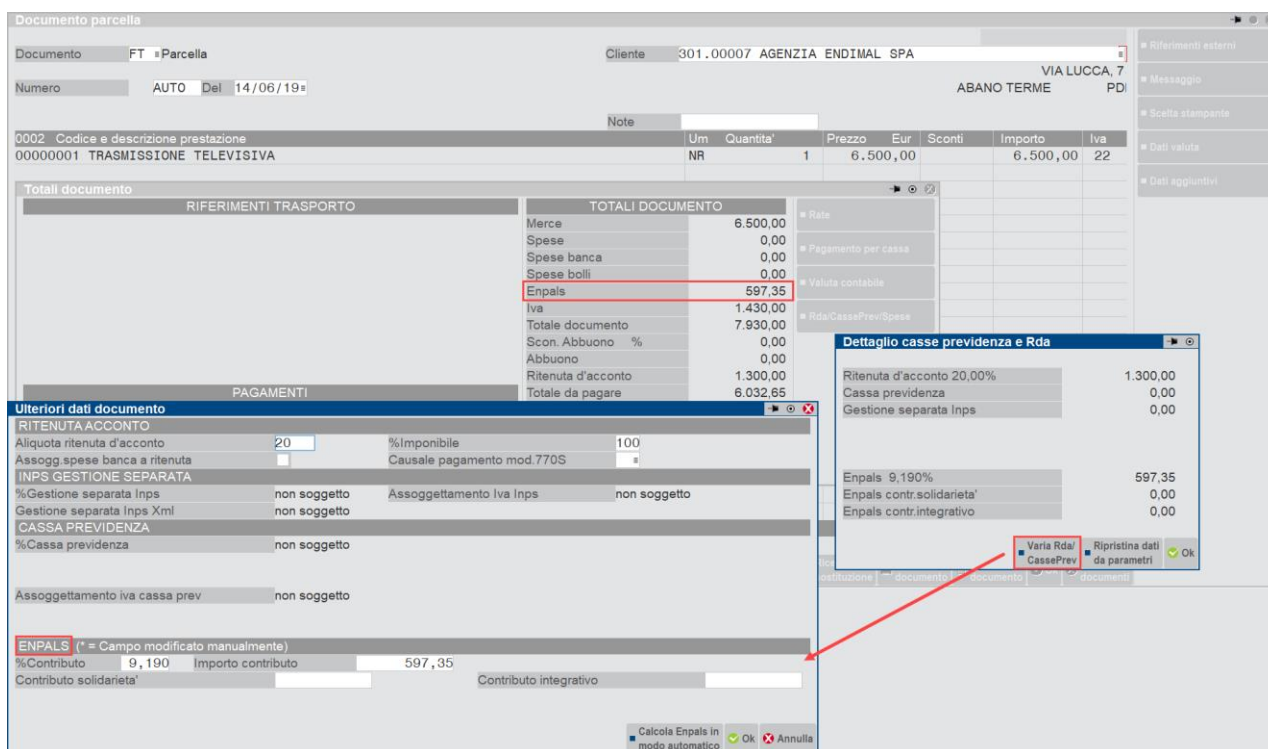 Documento parcella
Documento FT Parcella Cliente 301.00007 AGENZIA ENDIMAL SPA
Riferimenti esterni
VIA LUCCA, 7
Numero AUTO Del 14/06/19 ABANO TERME PD
Messaggio
Note
Scelta stampante
0002 Codice e descrizione prestazione Um Quantita' Prezzo Eur Sconti Importo Iva
00000001 TRASMISSIONE TELEVISIVA NR 1 6.500,00 6.500,00 22
Dati valuta
Dati aggiuntivi
Totali documento
RIFERIMENTI TRASPORTO TOTALI DOCUMENTO
Merce 6.500,00
Rate
Spese 0,00
Spese banca 0,00
Pagamento per cassa
Spese bolli 0,00
Enpals 597,35
Valuta contabile
Iva 1.430,00
Rda/CassePrev/Spese
Totale documento 7.930,00
Scon. Abbuono % 0,00
Abbuono 0,00
Ritenuta d'acconto 1.300,00
PAGAMENTI Totale da pagare 6.032,65
Dettaglio casse previdenza e Rda
Ritenuta d'acconto 20,00% 1.300,00
Cassa previdenza 0,00
Gestione separata Inps 0,00
Enpals 9,190% 597,35
Enpals contr.solidarieta' 0,00
Enpals contr.integrativo 0,00
Varia Rda/ CassePrev
Ripristina dati da parametri
Ok
Ulteriori dati documento
RITENUTA ACCONTO
Aliquota ritenuta d'acconto 20 %Imponibile 100
Assogg.spese banca a ritenuta Causale pagamento mod.770S
INPS GESTIONE SEPARATA
%Gestione separata Inps non soggetto Assoggettamento Iva Inps non soggetto
Gestione separata Inps Xml non soggetto
CASSA PREVIDENZA
%Cassa previdenza non soggetto
Assoggettamento iva cassa prev non soggetto
ostituzione documento documento documenti
ENPALS (* = Campo modificato manualmente)
%Contributo 9,190 Importo contributo 597,35
Contributo solidarieta' Contributo integrativo
Calcola Enpals in modo automatico
Ok
Annulla